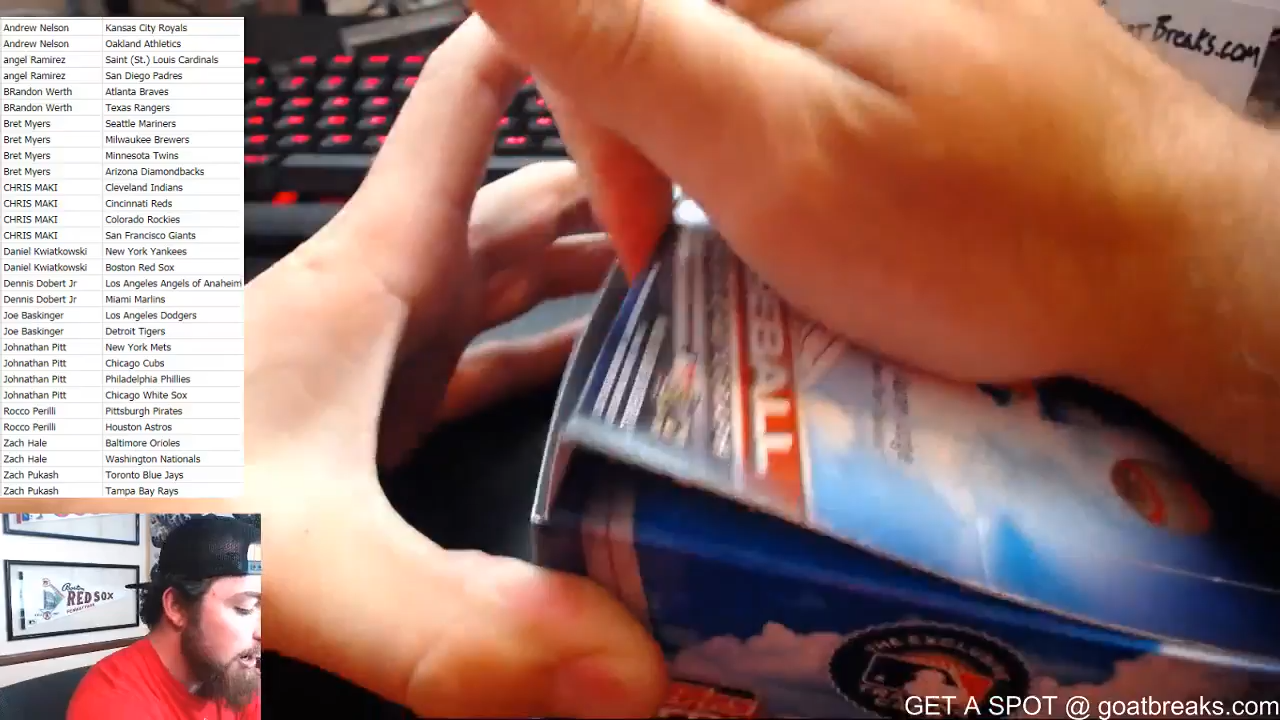 Andrew Nelson Kansas City Royals
Andrew Nelson Oakland Athletics
angel Ramirez Saint (St.) Louis Cardinals
angel Ramirez San Diego Padres
BRandon Werth Atlanta Braves
BRandon Werth Texas Rangers
Bret Myers Seattle Mariners
Bret Myers Milwaukee Brewers
Bret Myers Minnesota Twins
Bret Myers Arizona Diamondbacks
CHRIS MAKI Cleveland Indians
CHRIS MAKI Cincinnati Reds
CHRIS MAKI Colorado Rockies
CHRIS MAKI San Francisco Giants
Daniel Kwiatkowski New York Yankees
Daniel Kwiatkowski Boston Red Sox
Dennis Dobert Jr Los Angeles Angels of Anaheim
Dennis Dobert Jr Miami Marlins
Joe Baskinger Los Angeles Dodgers
Joe Baskinger Detroit Tigers
Johnathan Pitt New York Mets
Johnathan Pitt Chicago Cubs
Johnathan Pitt Philadelphia Phillies
Johnathan Pitt Chicago White Sox
Rocco Perilli Pittsburgh Pirates
Rocco Perilli Houston Astros
Zach Hale Baltimore Orioles
Zach Hale Washington Nationals
Zach Pukash Toronto Blue Jays
Zach Pukash Tampa Bay Rays
Breaks.com
EBALL
THE EXCLUSIVE
Boston
RED SOX
GET A SPOT @ goatbreaks.com